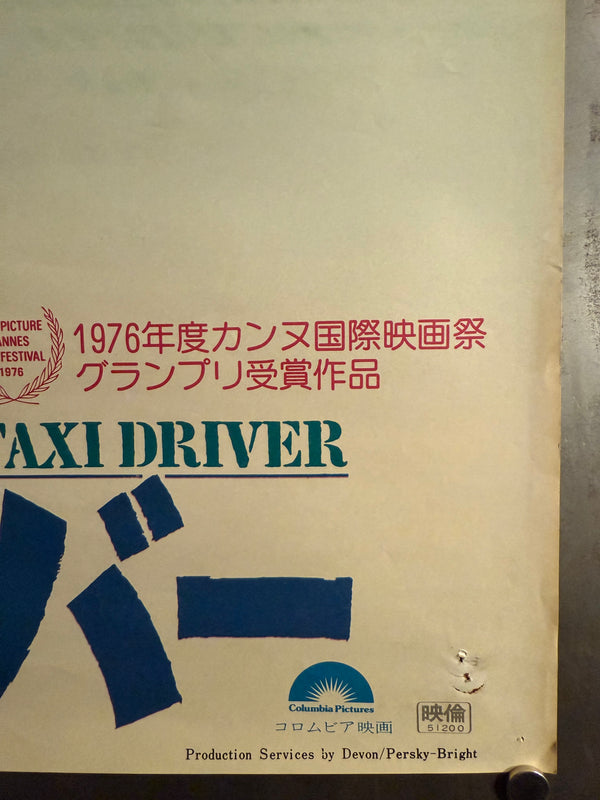 PICTURE
ANNES
FESTIVAL
1976
1976年度カンヌ国際映画祭
グランプリ受賞作品
TAXI DRIVER
バー
Columbia Pictures
コロムビア映画
映倫
51200
Production Services by Devon/Persky-Bright